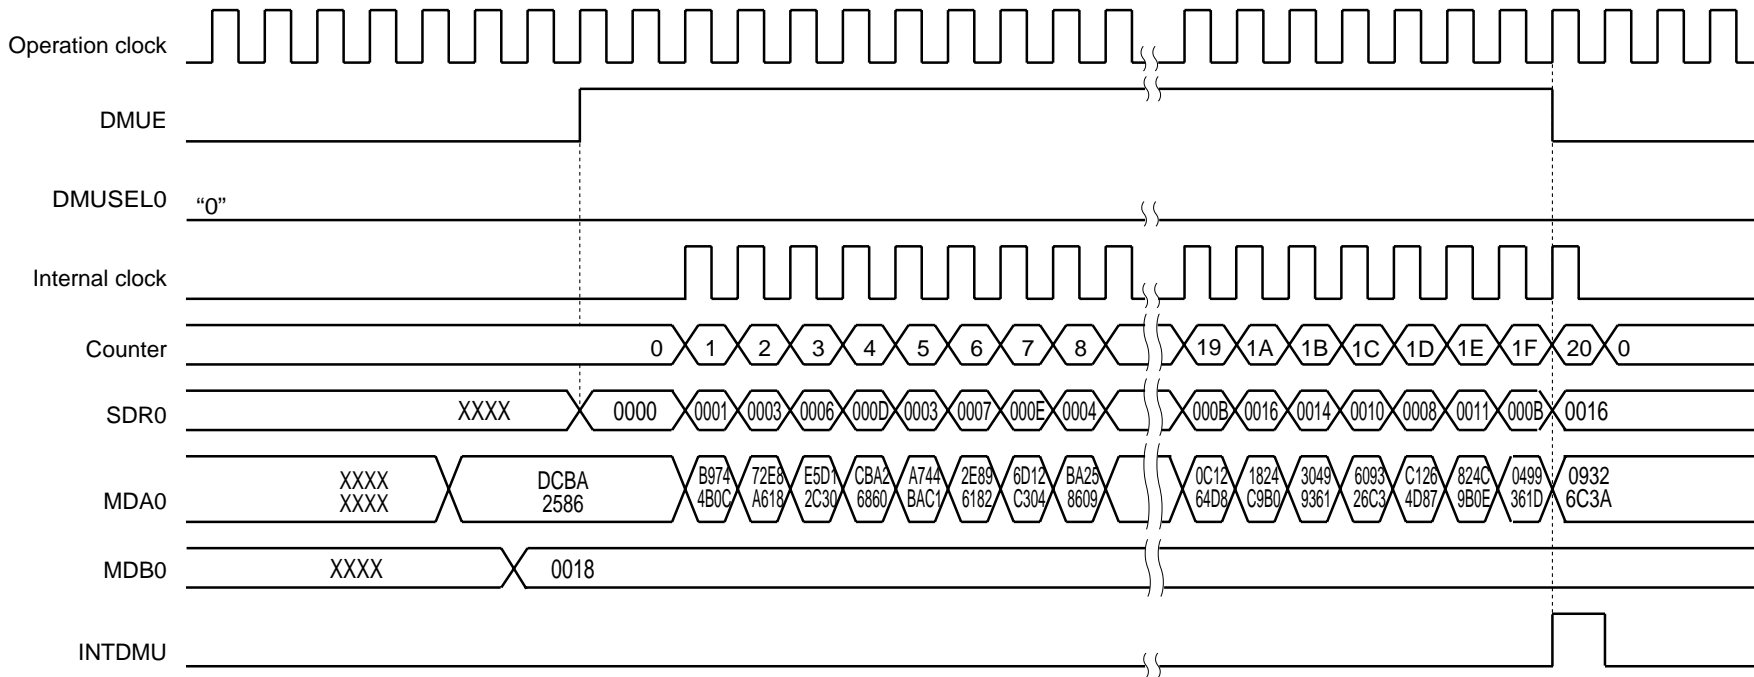 Operation clock
DMUE
DMUSEL0 “0”
Internal clock
Counter 0 1 2 3 4 5 6 7 8 19 1A 1B 1C 1D 1E 1F 20 0
SDR0 XXXX 0000 0001 0003 0006 000D 0003 0007 000E 0004 000B 0016 0014 0010 0008 0011 000B 0016
XXXX DCBA B974 72E8 E5D1 CBA2 A744 2E89 6D12 BA25 0C12 1824 3049 6093 C126 824C 0499 0932
MDA0
XXXX 2586 4B0C A618 2C30 6860 BAC1 6182 C304 8609 64D8 C9B0 9361 26C3 4D87 9B0E 361D 6C3A
MDB0 XXXX 0018
INTDMU